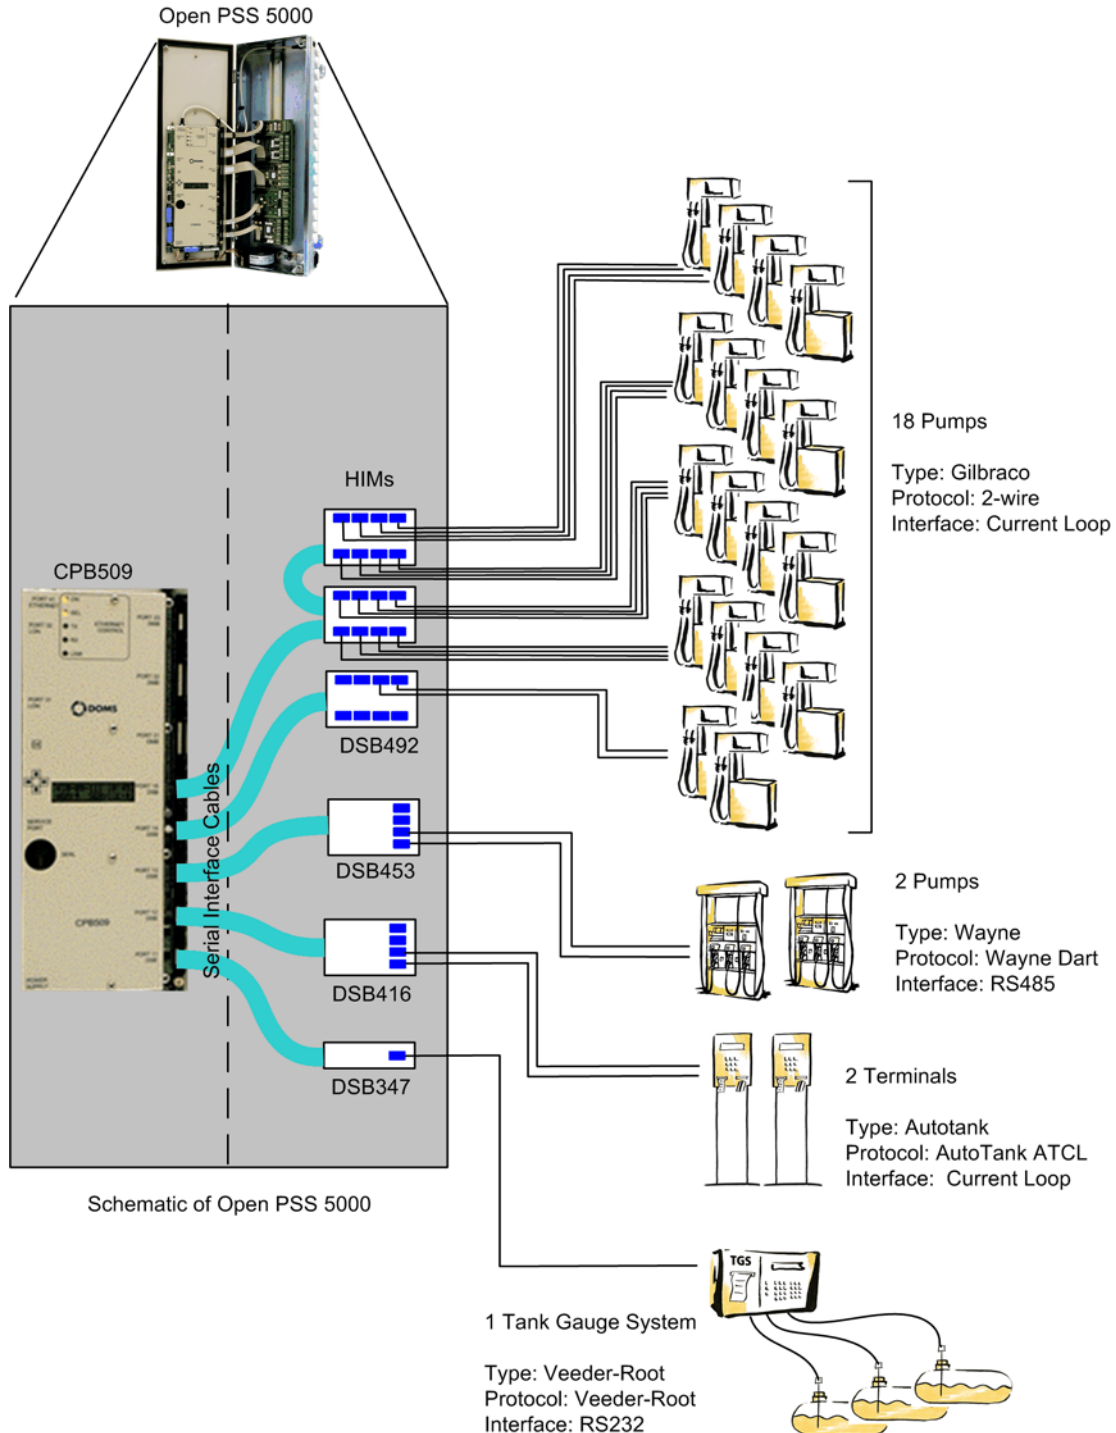 Open PSS 5000
HIMs
CPB509
DOMS
CPB509
Serial Interface Cables
DSB492
DSB453
DSB416
DSB347
Schematic of Open PSS 5000
18 Pumps
Type: Gilbraco
Protocol: 2-wire
Interface: Current Loop
2 Pumps
Type: Wayne
Protocol: Wayne Dart
Interface: RS485
2 Terminals
Type: Autotank
Protocol: AutoTank ATCL
Interface: Current Loop
TGS
1 Tank Gauge System
Type: Veeder-Root
Protocol: Veeder-Root
Interface: RS232